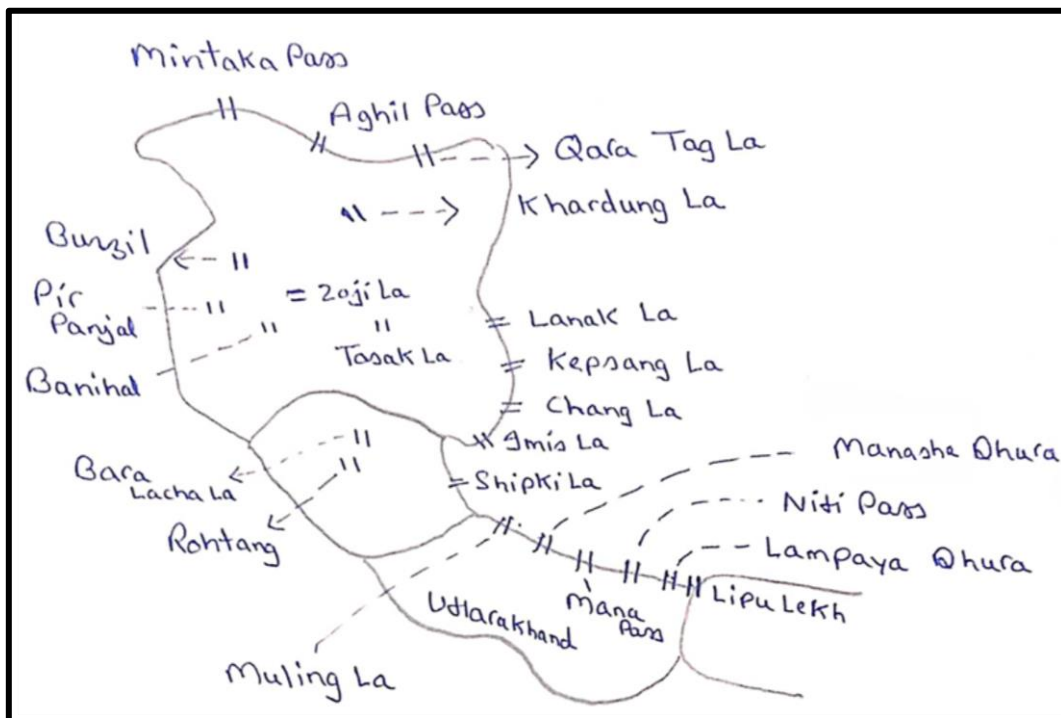 Mintaka Pass
Aghil Pass
Qara Tag La
Khardung La
Burzil
Pir
Panjal
= Zoji La
Tasak La
Banihal
Lanak La
Kepsang La
Chang La
Imis La
Bara
Lacha La
Shipki La
Rohtang
Manasha Dhura
Niti Pass
Lampaya Dhura
Lipu Lekh
Mana
Pass
Uttarakhand
Muling La